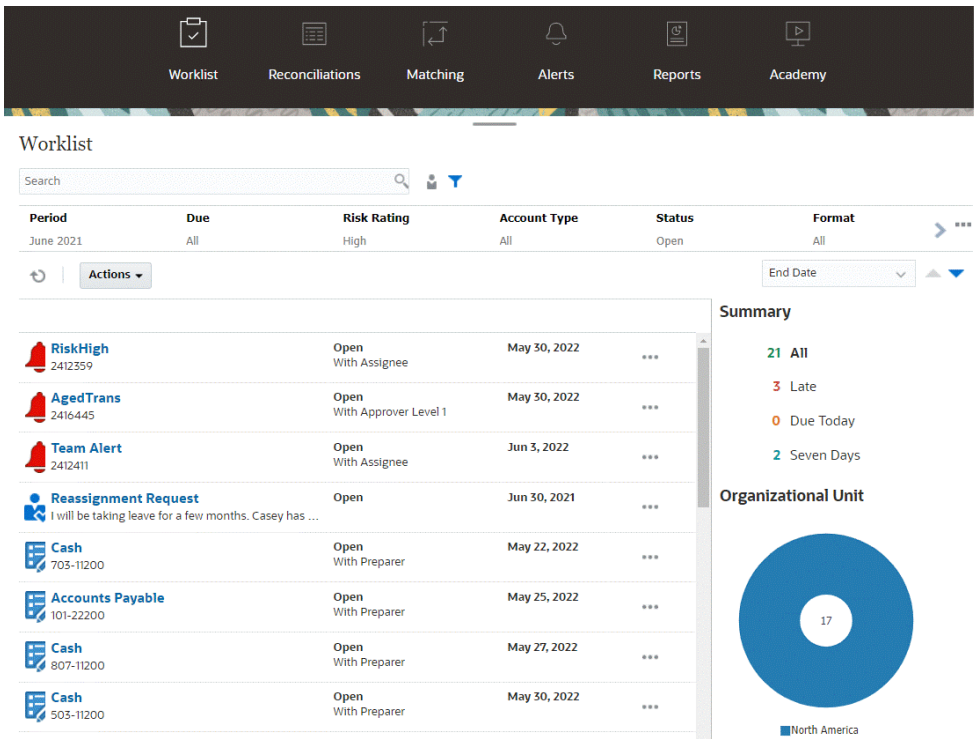 Worklist Reconciliations Matching Alerts Reports Academy
Worklist
Search
Period Due Risk Rating Account Type Status Format
June 2021 All High All Open All
Actions
End Date
Summary
21 All
3 Late
0 Due Today
2 Seven Days
Organizational Unit
17
North America
RiskHigh Open May 30, 2022
2412359 With Assignee
AgedTrans Open May 30, 2022
2416445 With Approver Level 1
Team Alert Open Jun 3, 2022
2412411 With Assignee
Reassignment Request Open Jun 30, 2021
I will be taking leave for a few months. Casey has ...
Cash Open May 22, 2022
703-11200 With Preparer
Accounts Payable Open May 25, 2022
101-22200 With Preparer
Cash Open May 27, 2022
807-11200 With Preparer
Cash Open May 30, 2022
503-11200 With Preparer